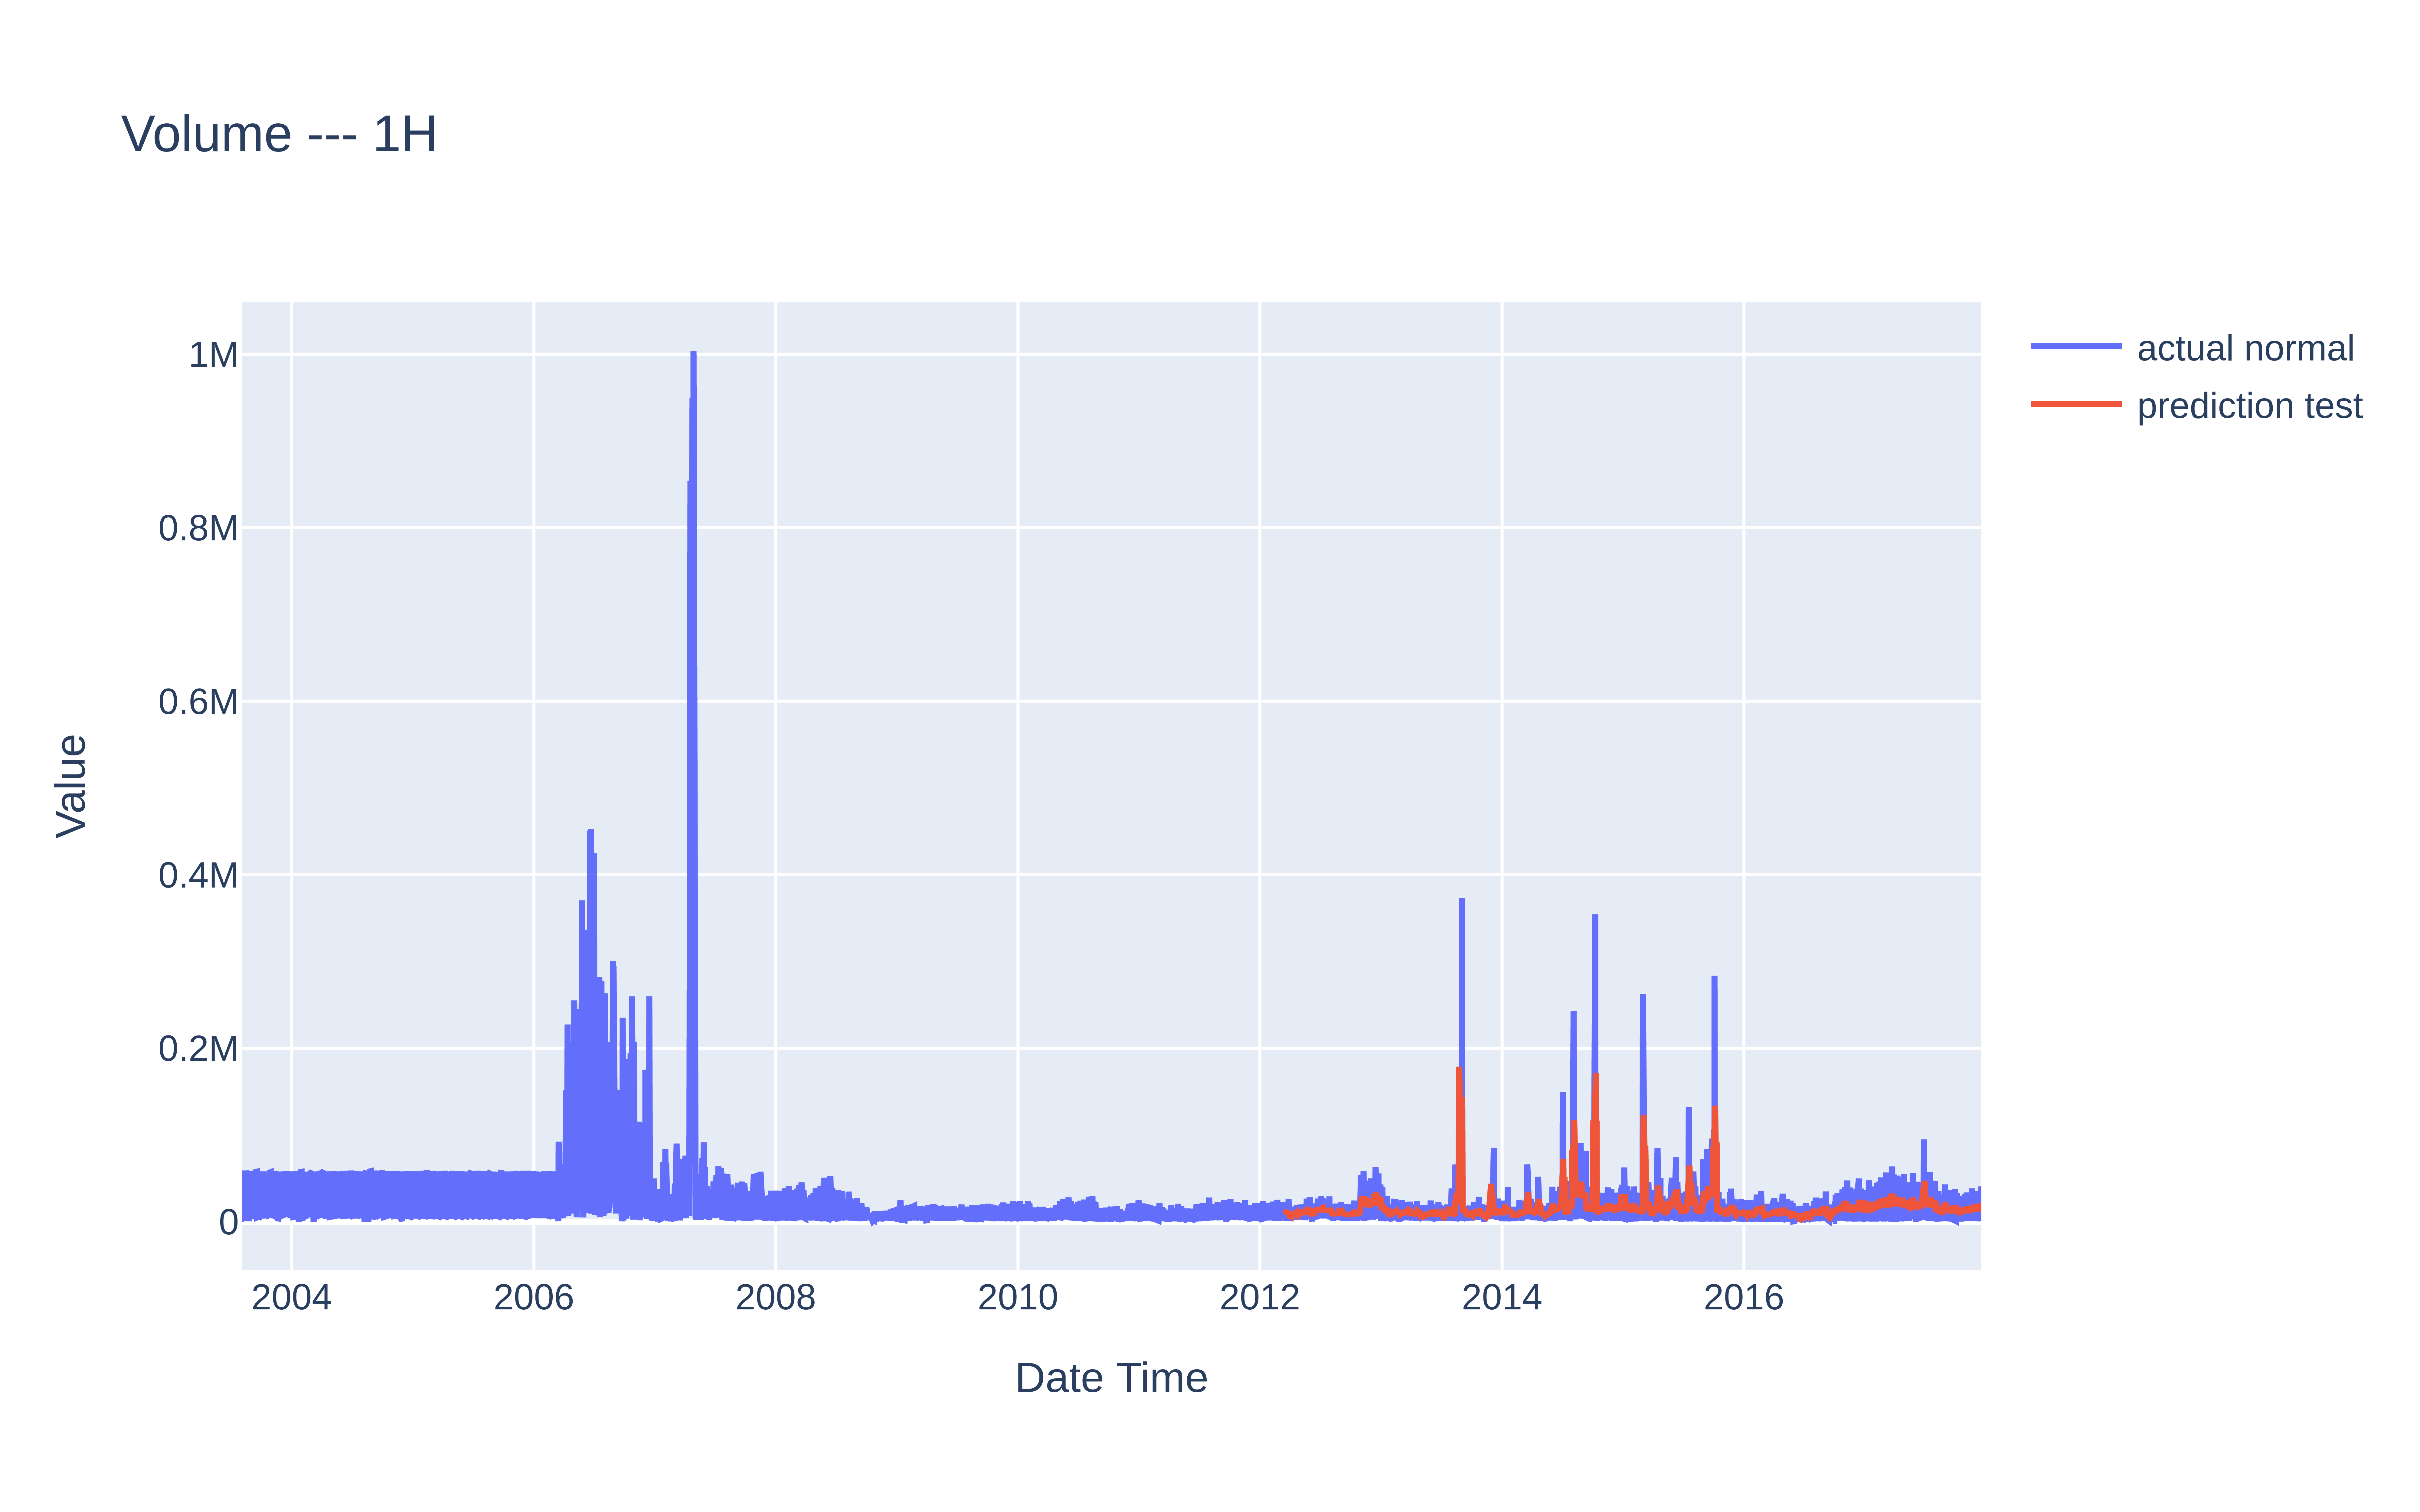 Volume --- 1H
actual normal
prediction test
1M
0.8M
0.6M
0.4M
0.2M
0
Value
2004 2006 2008 2010 2012 2014 2016
Date Time